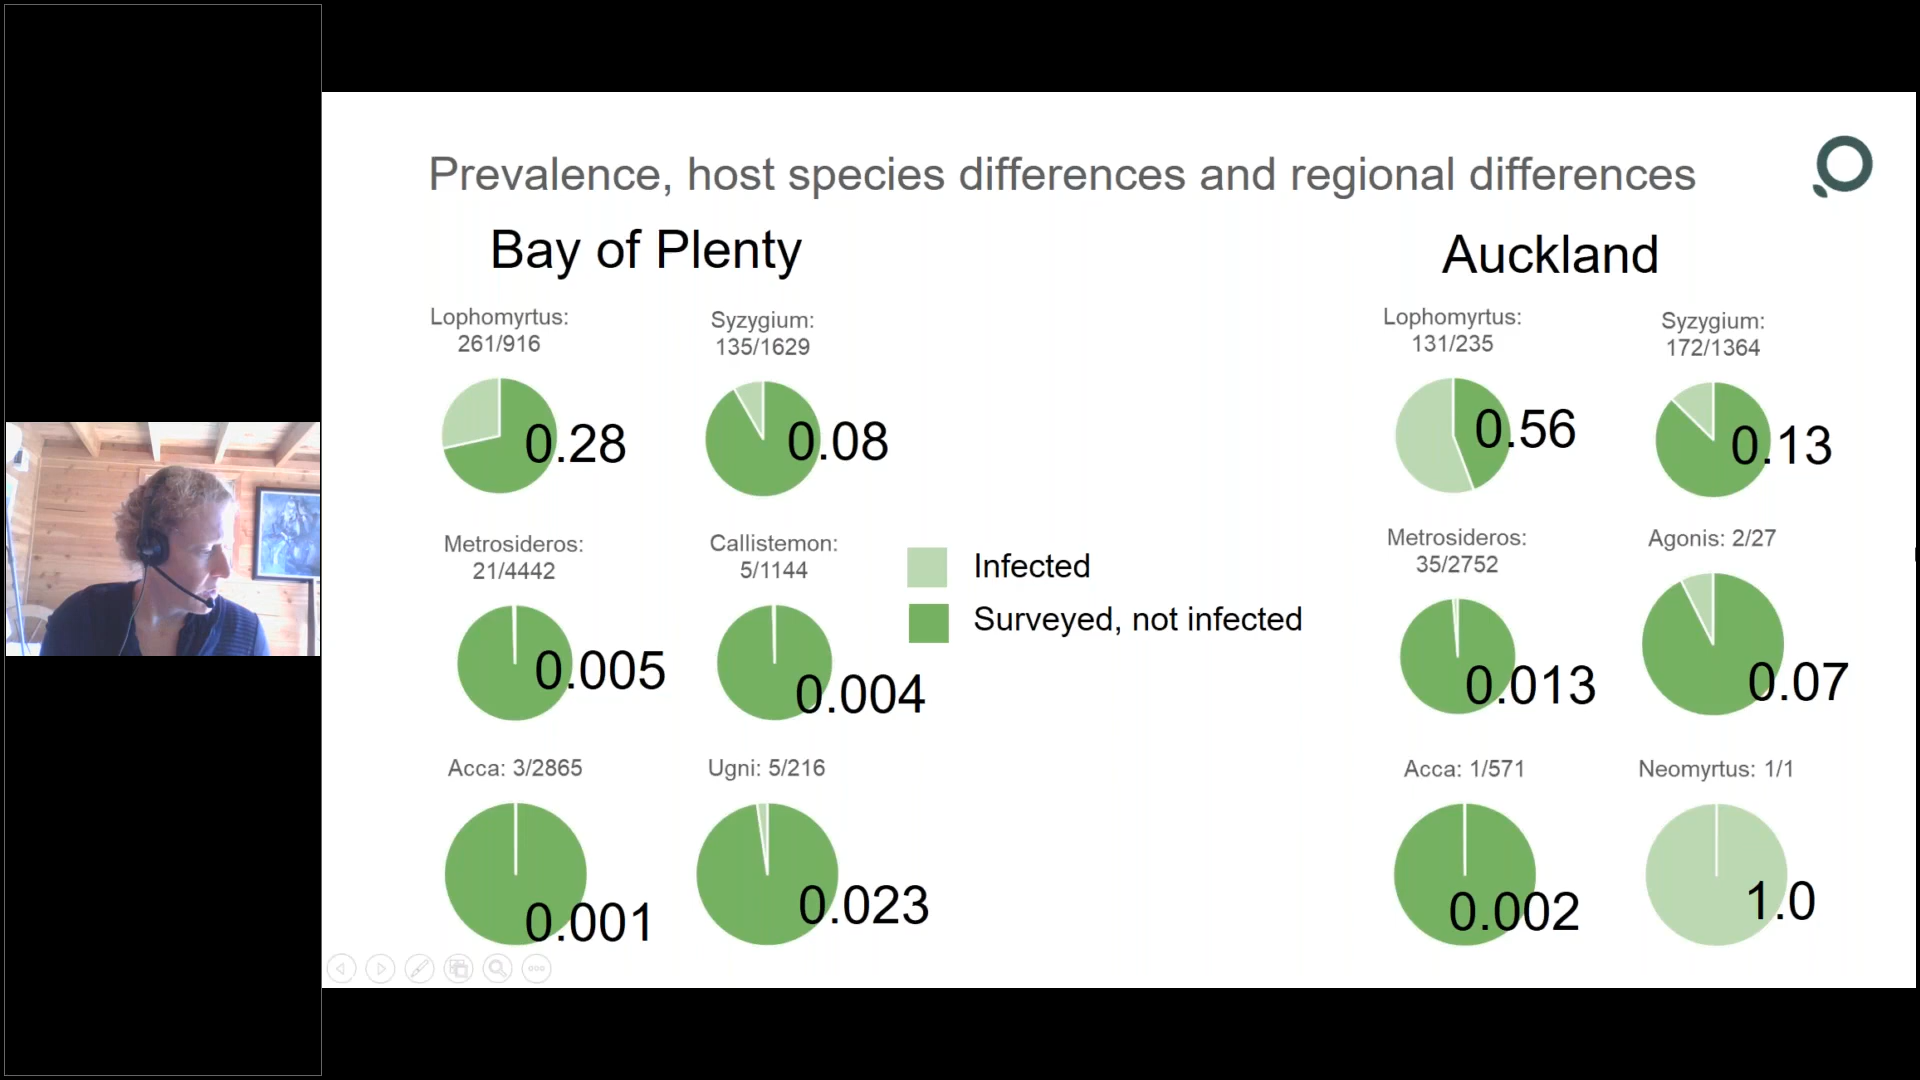 Prevalence, host species differences and regional differences
Bay of Plenty
Lophomyrtus:
261/916
0.28
Syzygium:
135/1629
0.08
Metrosideros:
21/4442
0.005
Callistemon:
5/1144
0.004
Acca: 3/2865
0.001
Ugni: 5/216
0.023
Infected
Surveyed, not infected
Auckland
Lophomyrtus:
131/235
0.56
Syzygium:
172/1364
0.13
Metrosideros:
35/2752
0.013
Agonis: 2/27
0.07
Acca: 1/571
0.002
Neomyrtus: 1/1
1.0